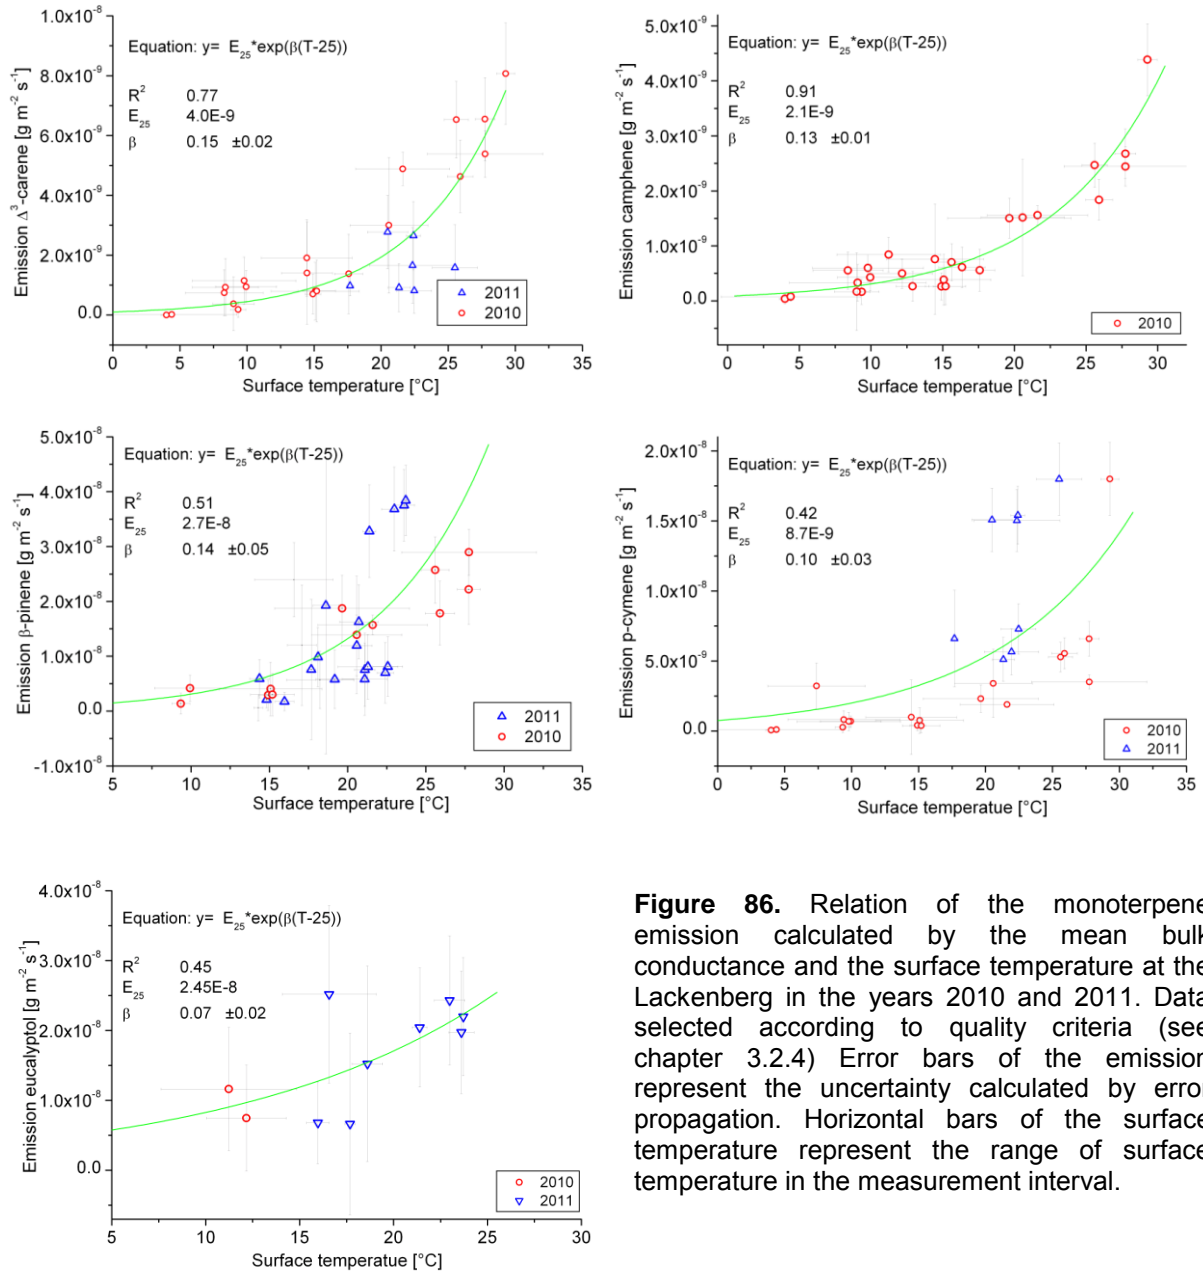 1.0x10⁻⁸
8.0x10⁻⁹
6.0x10⁻⁹
4.0x10⁻⁹
2.0x10⁻⁹
0.0
Emission Δ³-carene [g m⁻² s⁻¹]
Equation: y= E₂₅*exp(β(T-25))
R² 0.77
E₂₅ 4.0E-9
β 0.15 ±0.02
2011
2010
0 5 10 15 20 25 30 35
Surface temperature [°C]
5.0x10⁻⁹
4.0x10⁻⁹
3.0x10⁻⁹
2.0x10⁻⁹
1.0x10⁻⁹
0.0
Emission camphene [g m⁻² s⁻¹]
Equation: y= E₂₅*exp(β(T-25))
R² 0.91
E₂₅ 2.1E-9
β 0.13 ±0.01
2010
0 5 10 15 20 25 30
Surface temperatue [°C]
5.0x10⁻⁸
4.0x10⁻⁸
3.0x10⁻⁸
2.0x10⁻⁸
1.0x10⁻⁸
0.0
-1.0x10⁻⁸
Emission β-pinene [g m⁻² s⁻¹]
Equation: y= E₂₅*exp(β(T-25))
R² 0.51
E₂₅ 2.7E-8
β 0.14 ±0.05
2011
2010
5 10 15 20 25 30 35
Surface temperature [°C]
2.0x10⁻⁸
1.5x10⁻⁸
1.0x10⁻⁸
5.0x10⁻⁹
0.0
Emission p-cymene [g m⁻² s⁻¹]
Equation: y= E₂₅*exp(β(T-25))
R² 0.42
E₂₅ 8.7E-9
β 0.10 ±0.03
2010
2011
0 5 10 15 20 25 30 35
Surface temperatue [°C]
4.0x10⁻⁸
3.0x10⁻⁸
2.0x10⁻⁸
1.0x10⁻⁸
0.0
Emission eucalyptol [g m⁻² s⁻¹]
Equation: y= E₂₅*exp(β(T-25))
R² 0.45
E₂₅ 2.45E-8
β 0.07 ±0.02
2010
2011
5 10 15 20 25 30
Surface temperatue [°C]
Figure 86. Relation of the monoterpene
emission calculated by the mean bulk
conductance and the surface temperature at the
Lackenberg in the years 2010 and 2011. Data
selected according to quality criteria (see
chapter 3.2.4) Error bars of the emission
represent the uncertainty calculated by error
propagation. Horizontal bars of the surface
temperature represent the range of surface
temperature in the measurement interval.